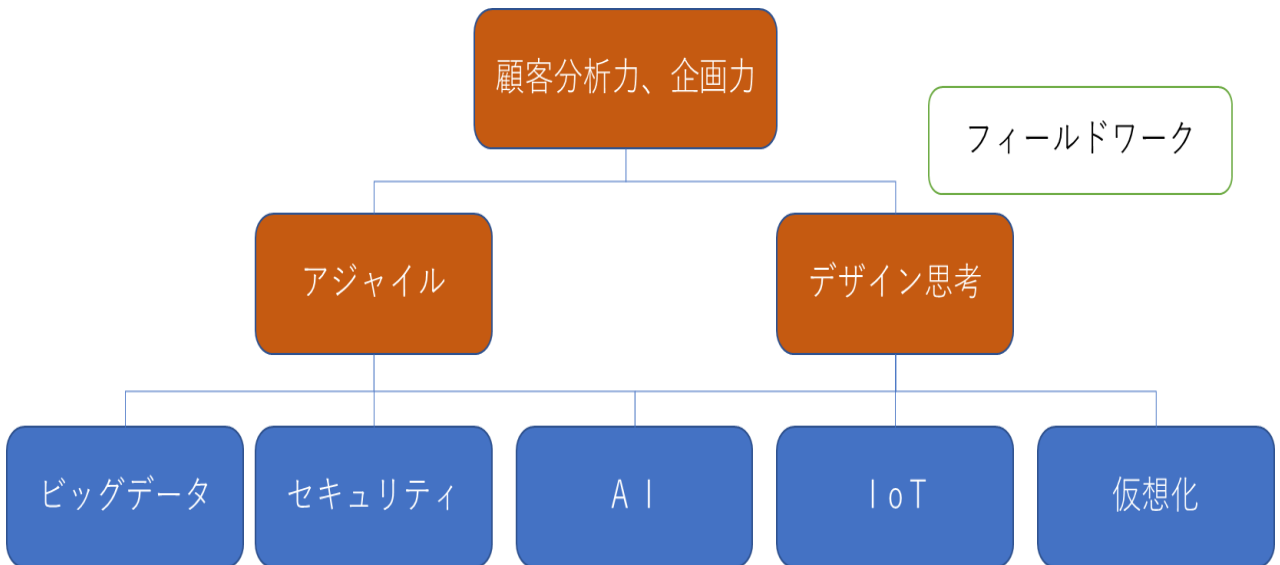 顧客分析力、企画力
フィールドワーク
アジャイル
デザイン思考
ビッグデータ
セキュリティ
ＡＩ
ＩｏＴ
仮想化